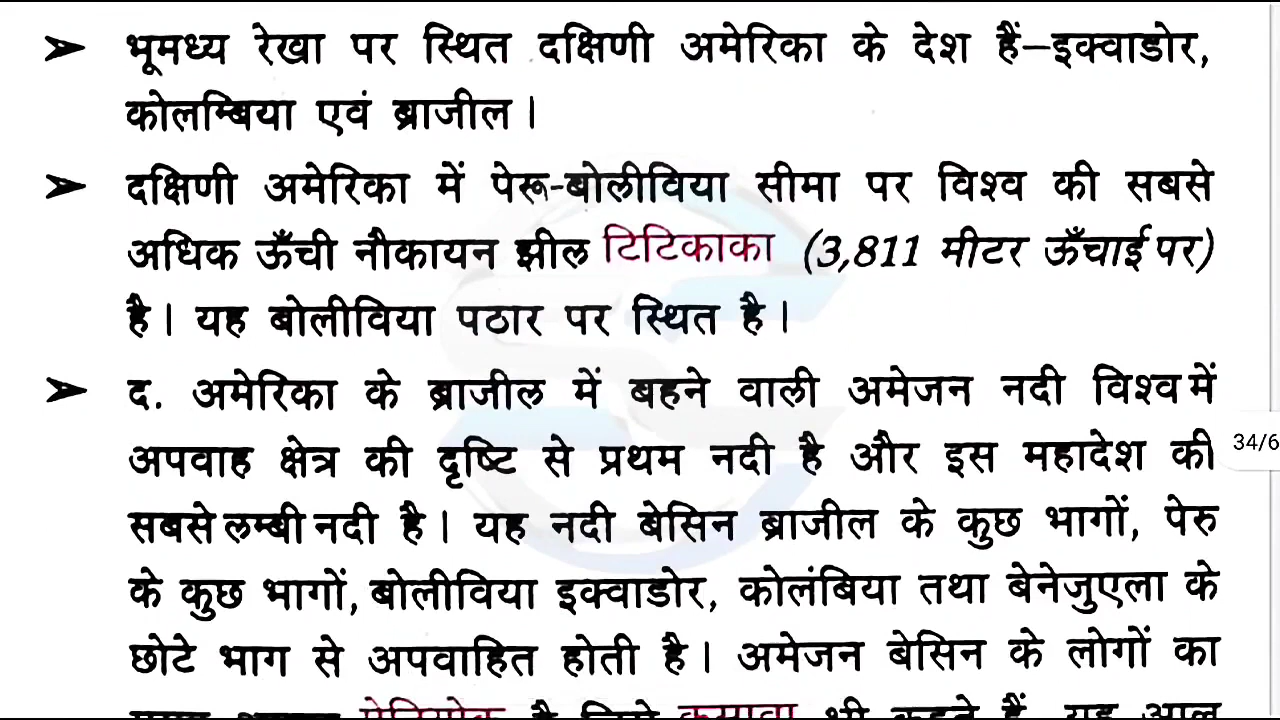 ➢ भूमध्य रेखा पर स्थित दक्षिणी अमेरिका के देश हैं—इक्वाडोर,
कोलम्बिया एवं ब्राजील।
➢ दक्षिणी अमेरिका में पेरू-बोलीविया सीमा पर विश्व की सबसे
अधिक ऊँची नौकायन झील टिटिकाका (3,811 मीटर ऊँचाई पर)
है। यह बोलीविया पठार पर स्थित है।
➢ द. अमेरिका के ब्राजील में बहने वाली अमेजन नदी विश्व में
अपवाह क्षेत्र की दृष्टि से प्रथम नदी है और इस महादेश की
34/6
सबसे लम्बी नदी है। यह नदी बेसिन ब्राजील के कुछ भागों, पेरु
के कुछ भागों, बोलीविया इक्वाडोर, कोलंबिया तथा बेनेजुएला के
छोटे भाग से अपवाहित होती है। अमेजन बेसिन के लोगों का